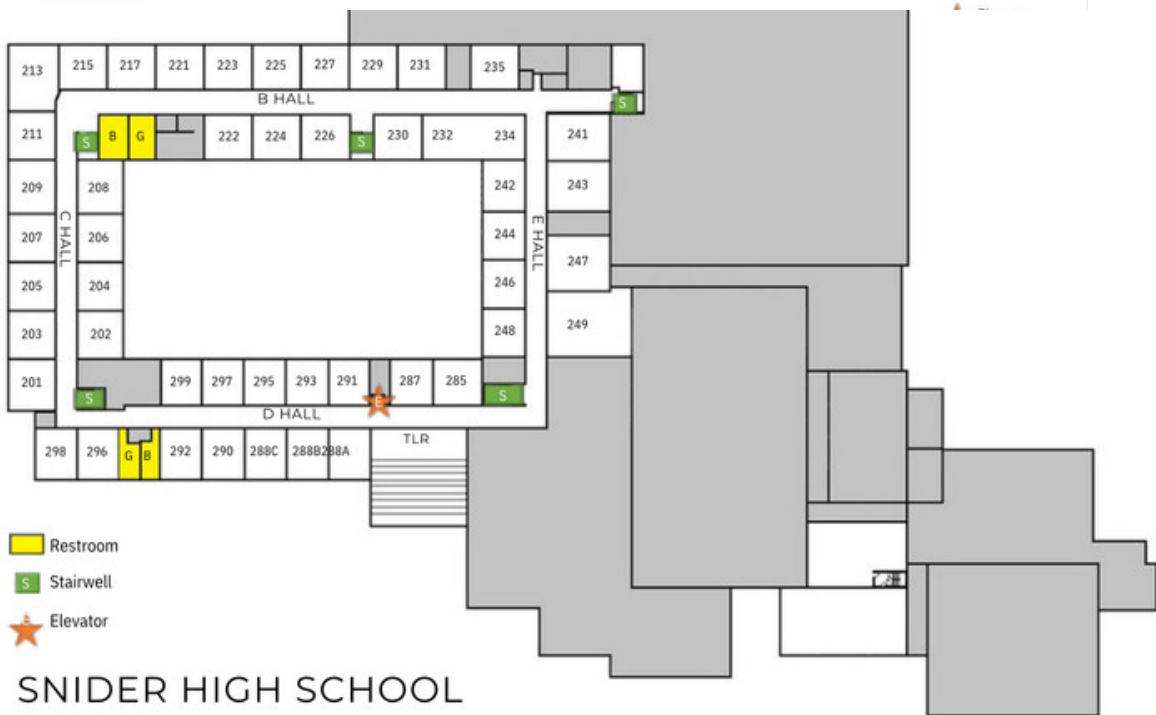 213 215 217 221 223 225 227 229 231 235
B HALL
S
211 S B G 222 224 226 S 230 232 234 241
209 208 242 243
C HALL
E HALL
207 206 244
247
205 204 246
203 202 248 249
201 299 297 295 293 291 287 285
S E S
D HALL
298 296 G B 292 290 288C 288B 288A TLR
Restroom
S Stairwell
Elevator
SNIDER HIGH SCHOOL